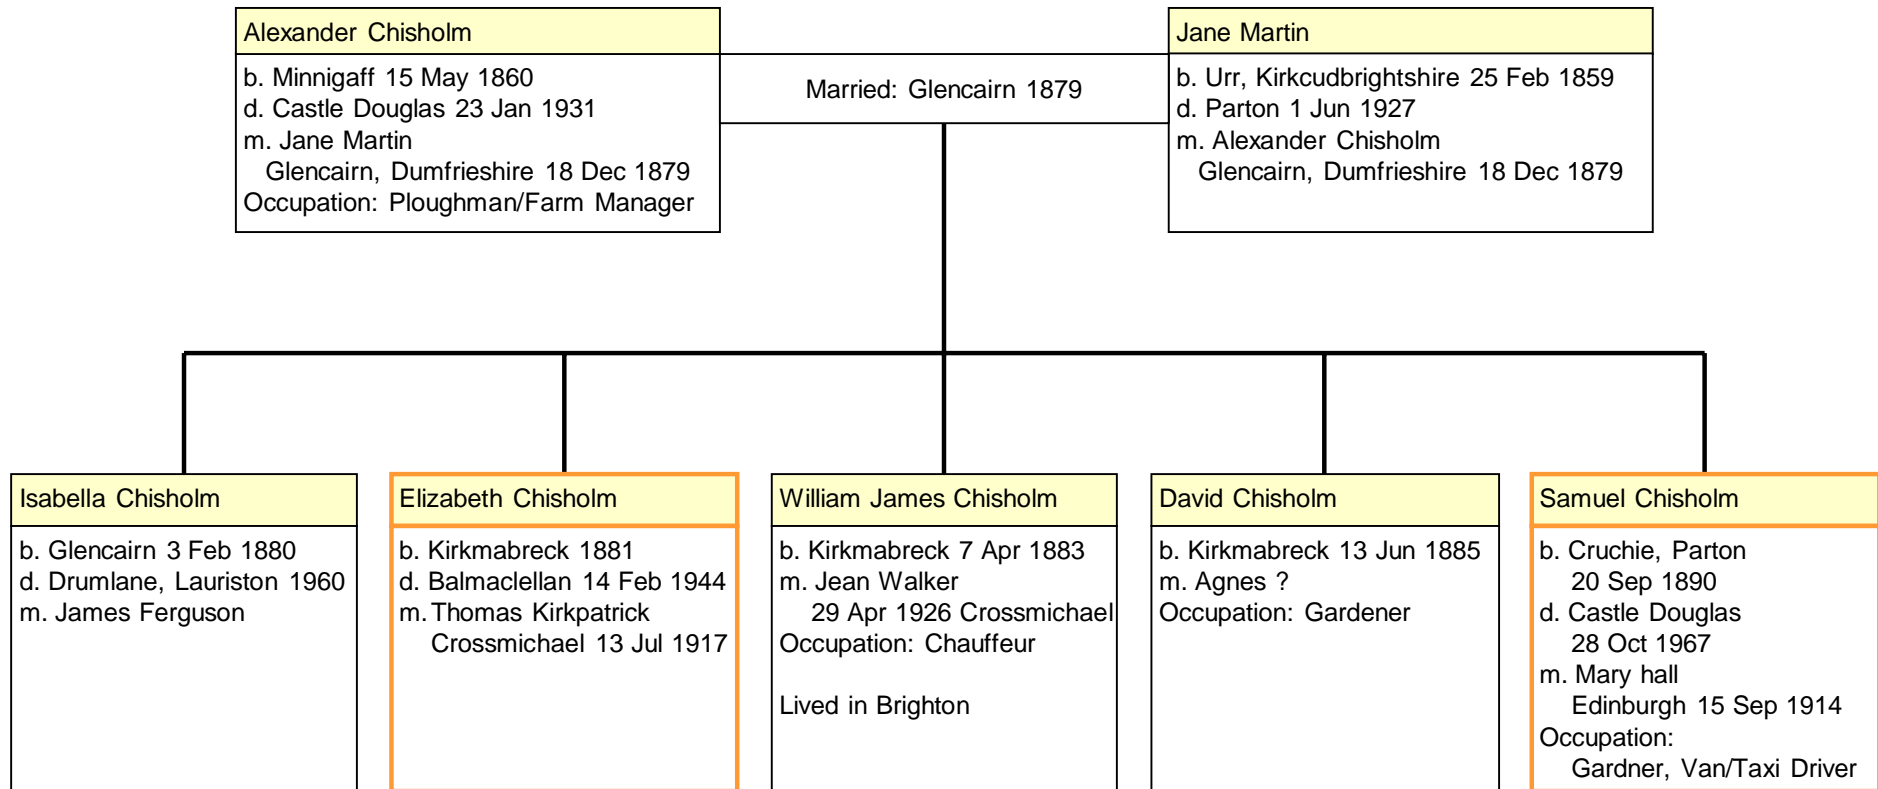 Alexander Chisholm
b. Minnigaff 15 May 1860
d. Castle Douglas 23 Jan 1931
m. Jane Martin
Glencairn, Dumfrieshire 18 Dec 1879
Occupation: Ploughman/Farm Manager
Married: Glencairn 1879
Jane Martin
b. Urr, Kirkcudbrightshire 25 Feb 1859
d. Parton 1 Jun 1927
m. Alexander Chisholm
Glencairn, Dumfrieshire 18 Dec 1879
Isabella Chisholm
b. Glencairn 3 Feb 1880
d. Drumlane, Lauriston 1960
m. James Ferguson
Elizabeth Chisholm
b. Kirkmabreck 1881
d. Balmaclellan 14 Feb 1944
m. Thomas Kirkpatrick
Crossmichael 13 Jul 1917
William James Chisholm
b. Kirkmabreck 7 Apr 1883
m. Jean Walker
29 Apr 1926 Crossmichael
Occupation: Chauffeur
Lived in Brighton
David Chisholm
b. Kirkmabreck 13 Jun 1885
m. Agnes ?
Occupation: Gardener
Samuel Chisholm
b. Cruchie, Parton
20 Sep 1890
d. Castle Douglas
28 Oct 1967
m. Mary hall
Edinburgh 15 Sep 1914
Occupation:
Gardner, Van/Taxi Driver